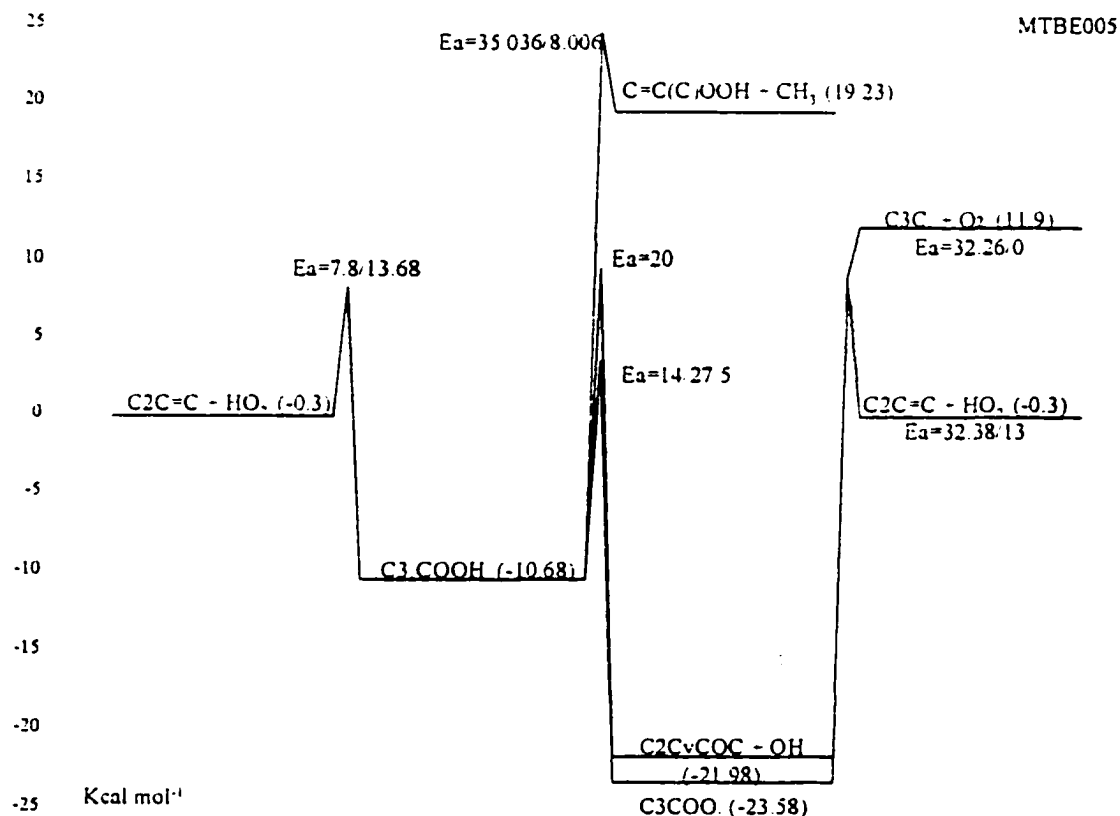 25
MTBE005
Ea=35 036/8.006
20
C=C(C)OOH - CH3 (19 23)
15
C3C. - O2 (11.9)
Ea=32.26/0
10
Ea=7.8/13.68
Ea=20
5
Ea=14/27 5
0
C2C=C - HO2 (-0.3)
C2C=C - HO2 (-0.3)
Ea=32.38/13
-5
-10
C3.COOH (-10.68)
-15
-20
C2CyCOC - OH
(-21.98)
-25
Kcal mol-1
C3COO. (-23.58)